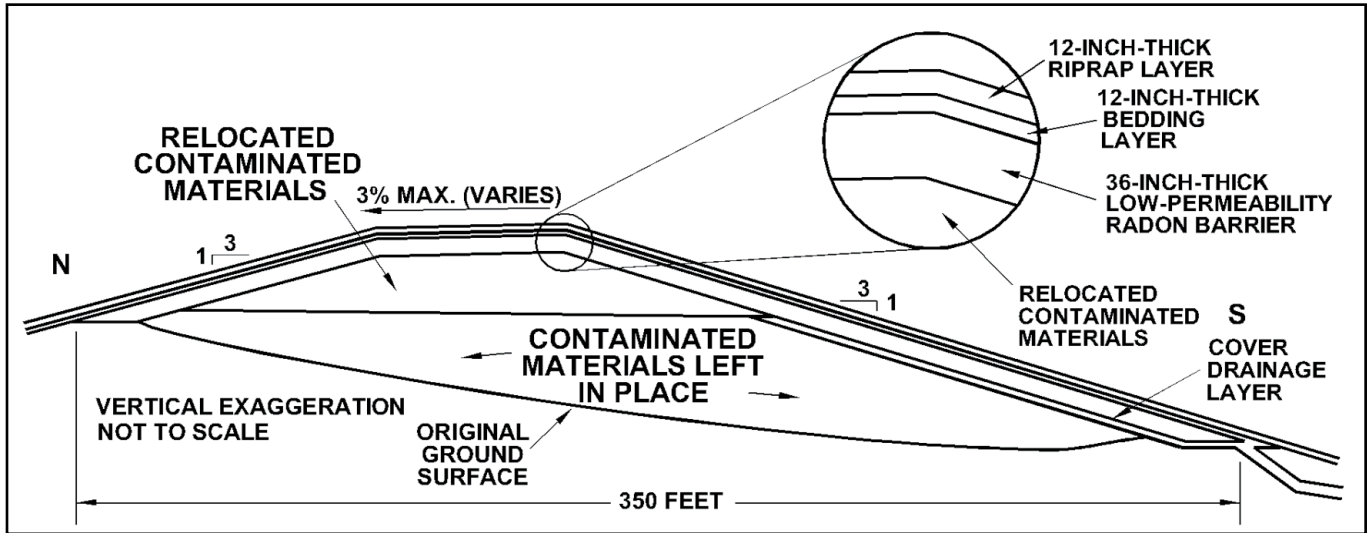 12-INCH-THICK
RIPRAP LAYER
12-INCH-THICK
BEDDING
LAYER
36-INCH-THICK
LOW-PERMEABILITY
RADON BARRIER
RELOCATED
CONTAMINATED
MATERIALS
3% MAX. (VARIES)
N
1
3
3
1
RELOCATED
CONTAMINATED
MATERIALS
S
COVER
DRAINAGE
LAYER
CONTAMINATED
MATERIALS LEFT
IN PLACE
VERTICAL EXAGGERATION
NOT TO SCALE
ORIGINAL
GROUND
SURFACE
350 FEET